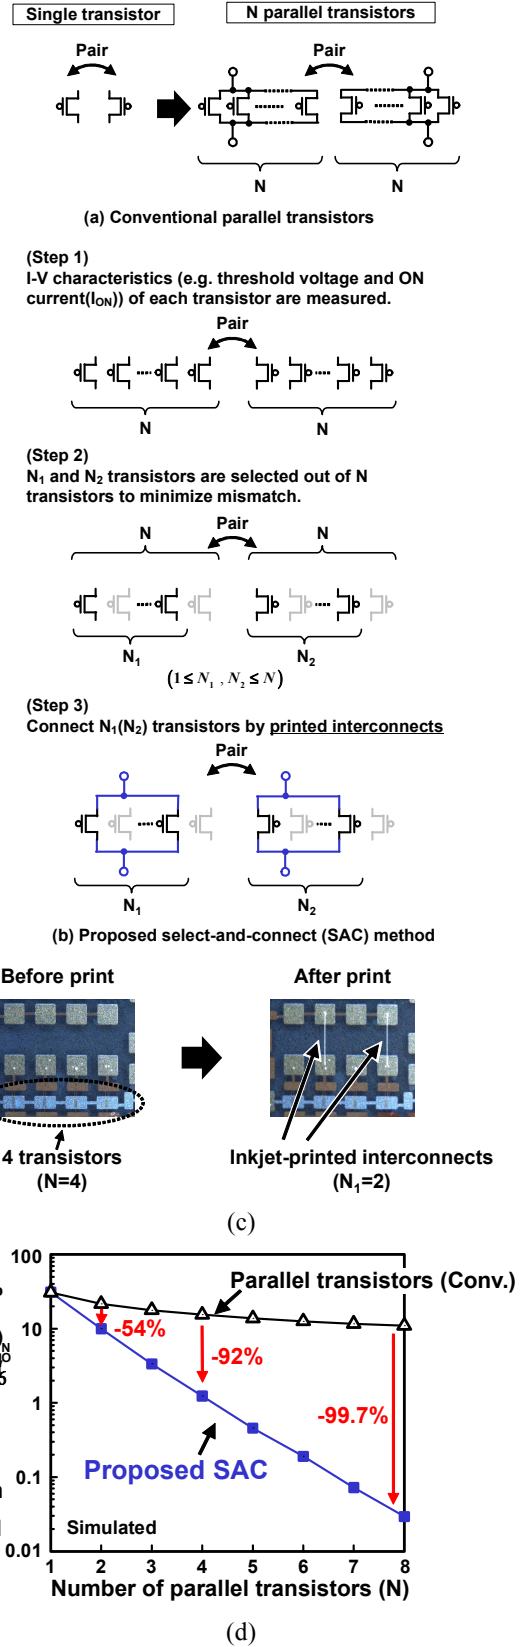 Single transistor
N parallel transistors
Pair
Pair
N
N
(a) Conventional parallel transistors
(Step 1)
I-V characteristics (e.g. threshold voltage and ON
current(I_ON)) of each transistor are measured.
Pair
N
N
(Step 2)
N₁ and N₂ transistors are selected out of N
transistors to minimize mismatch.
Pair
N
N
N₁
N₂
(1 ≤ N₁ , N₂ ≤ N)
(Step 3)
Connect N₁(N₂) transistors by printed interconnects
Pair
N₁
N₂
(b) Proposed select-and-connect (SAC) method
Before print
After print
4 transistors
(N=4)
Inkjet-printed interconnects
(N₁=2)
(c)
100
10
1
0.1
0.01
Parallel transistors (Conv.)
-54%
-92%
-99.7%
Proposed SAC
Simulated
1 2 3 4 5 6 7 8
Number of parallel transistors (N)
(d)